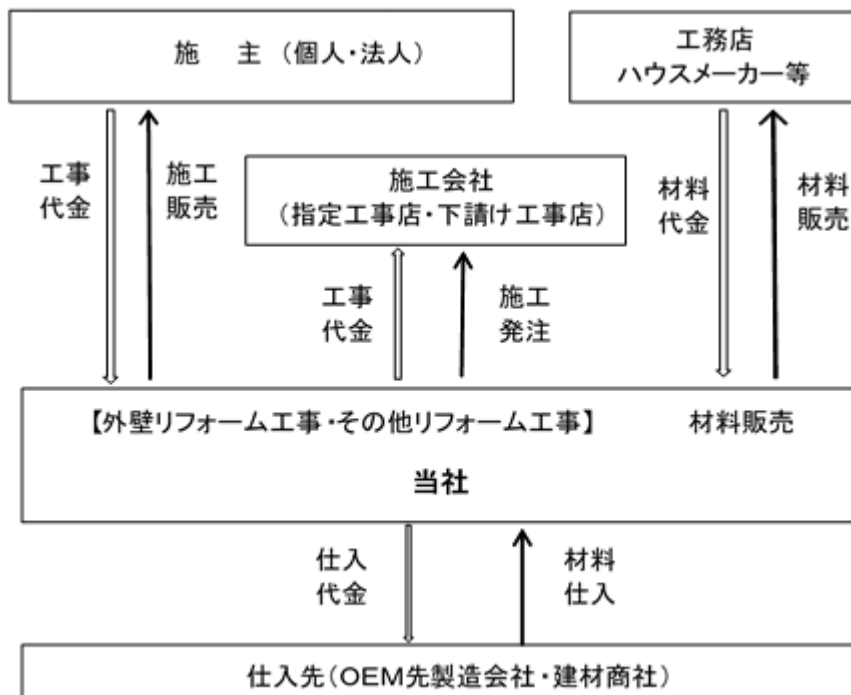 施　主（個人・法人）
工務店
ハウスメーカー等
工事
代金
施工
販売
施工会社
（指定工事店・下請け工事店）
材料
代金
材料
販売
工事
代金
施工
発注
【外壁リフォーム工事・その他リフォーム工事】
材料販売
当社
仕入
代金
材料
仕入
仕入先（OEM先製造会社・建材商社）